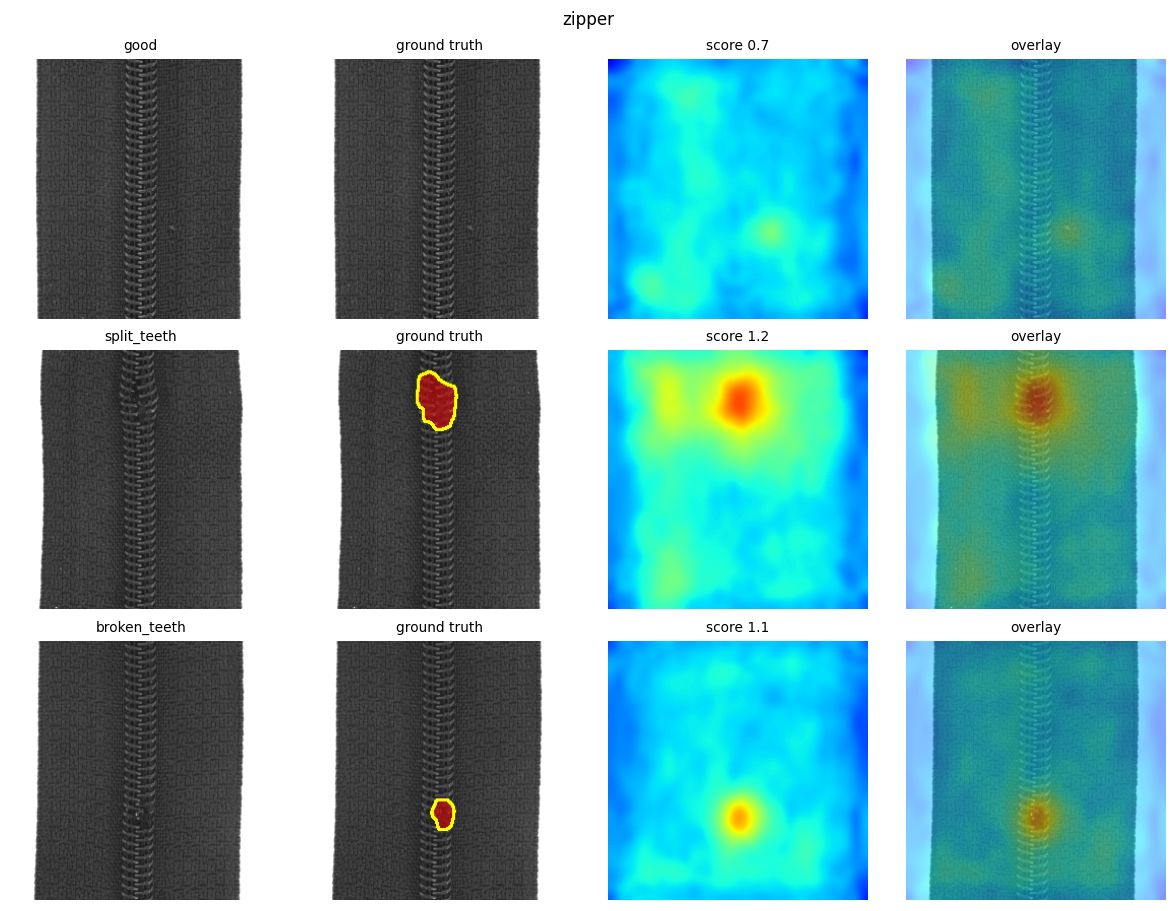 zipper
good ground truth score 0.7 overlay
split_teeth ground truth score 1.2 overlay
broken_teeth ground truth score 1.1 overlay